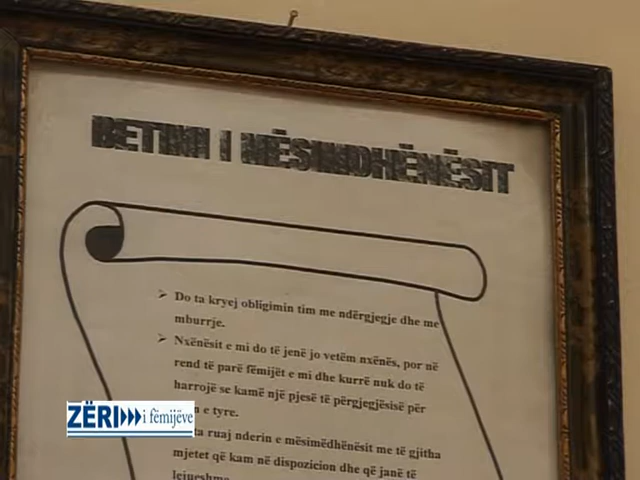 BETIMI I MËSIMDHËNËSIT
➢ Do ta kryej obligimin tim me ndërgjegje dhe me
mburrje.
➢ Nxënësit e mi do të jenë jo vetëm nxënës, por në
rend të parë fëmijët e mi dhe kurrë nuk do të
harrojë se kamë një pjesë të përgjegjësisë për
e tyre.
ta ruaj nderin e mësimëdhënësit me të gjitha
mjetet që kam në dispozicion dhe që janë të
ZËRI i fëmijëve